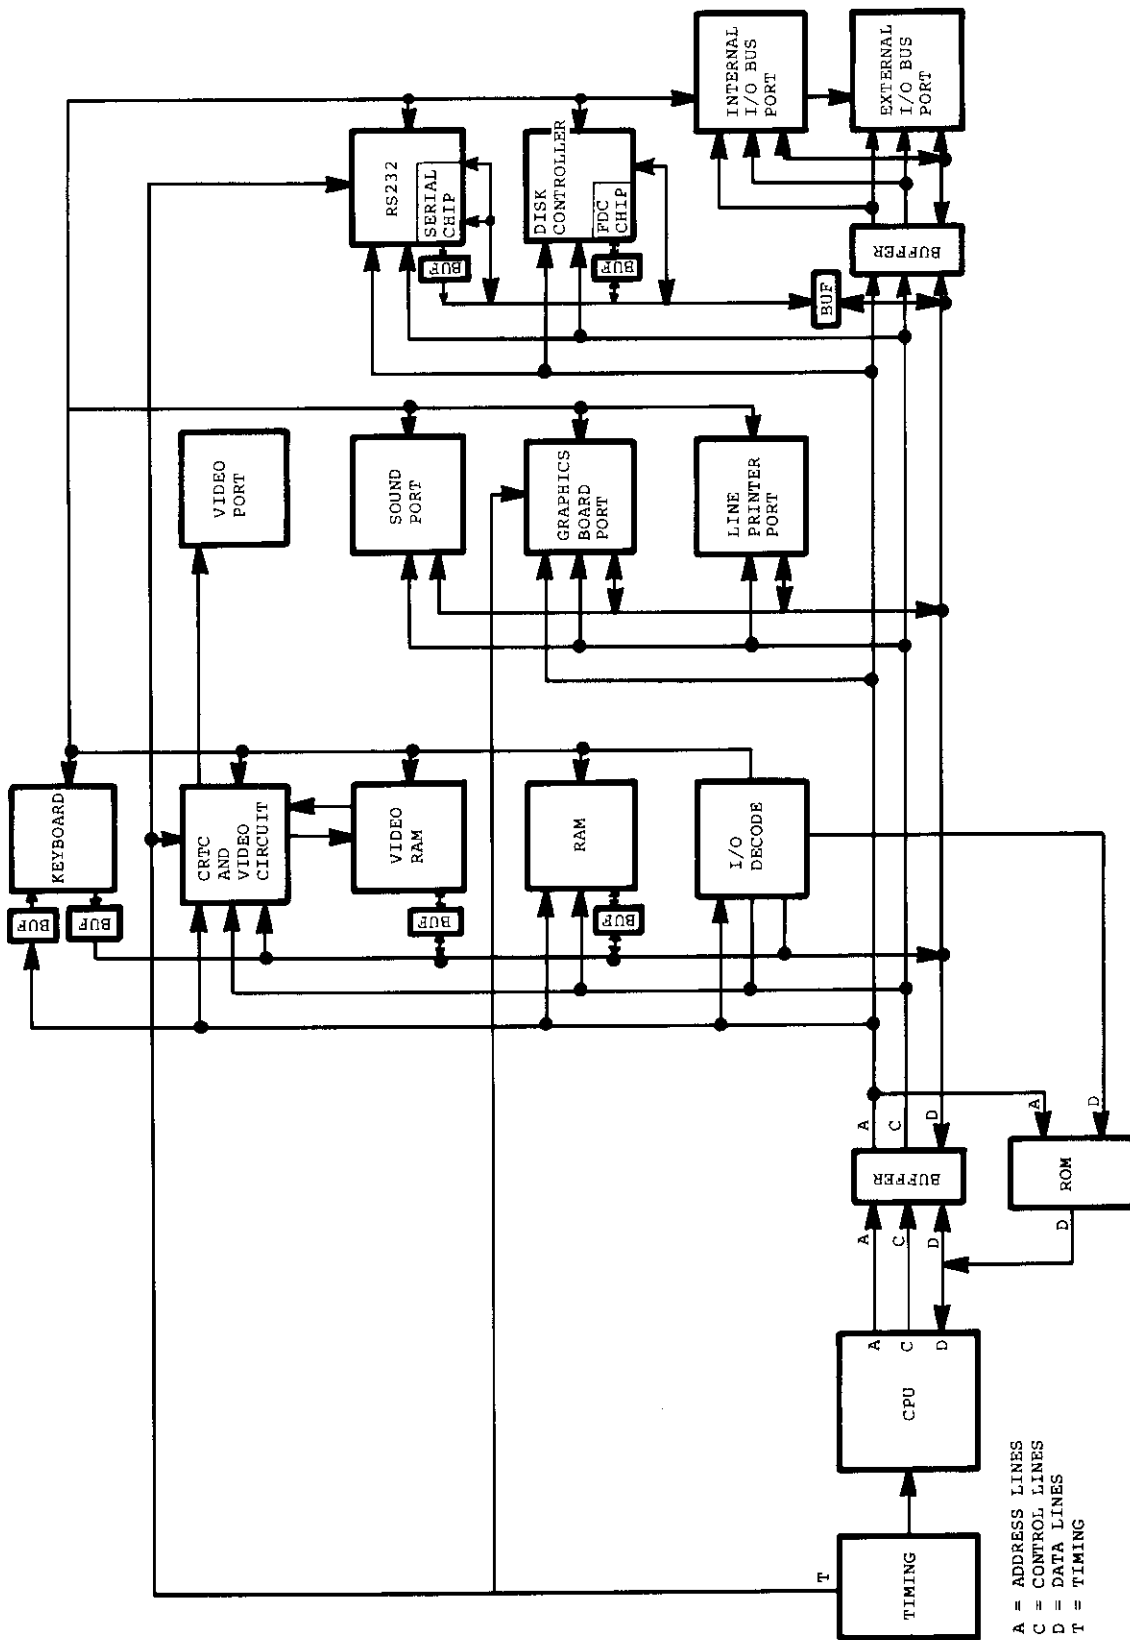 KEYBOARD
BUF
BUF
CRTC
AND
VIDEO
CIRCUIT
VIDEO
PORT
VIDEO
RAM
BUF
RS232
SERIAL
CHIP
BUF
SOUND
PORT
RAM
BUF
GRAPHICS
BOARD
PORT
DISK
CONTROLLER
FDC
CHIP
BUF
I/O
DECODE
LINE
PRINTER
PORT
INTERNAL
I/O BUS
PORT
BUF
T
TIMING
CPU
A
C
D
A
C
D
BUFFER
A
C
D
BUFFER
EXTERNAL
I/O BUS
PORT
D
ROM
A
D
A = ADDRESS LINES
C = CONTROL LINES
D = DATA LINES
T = TIMING